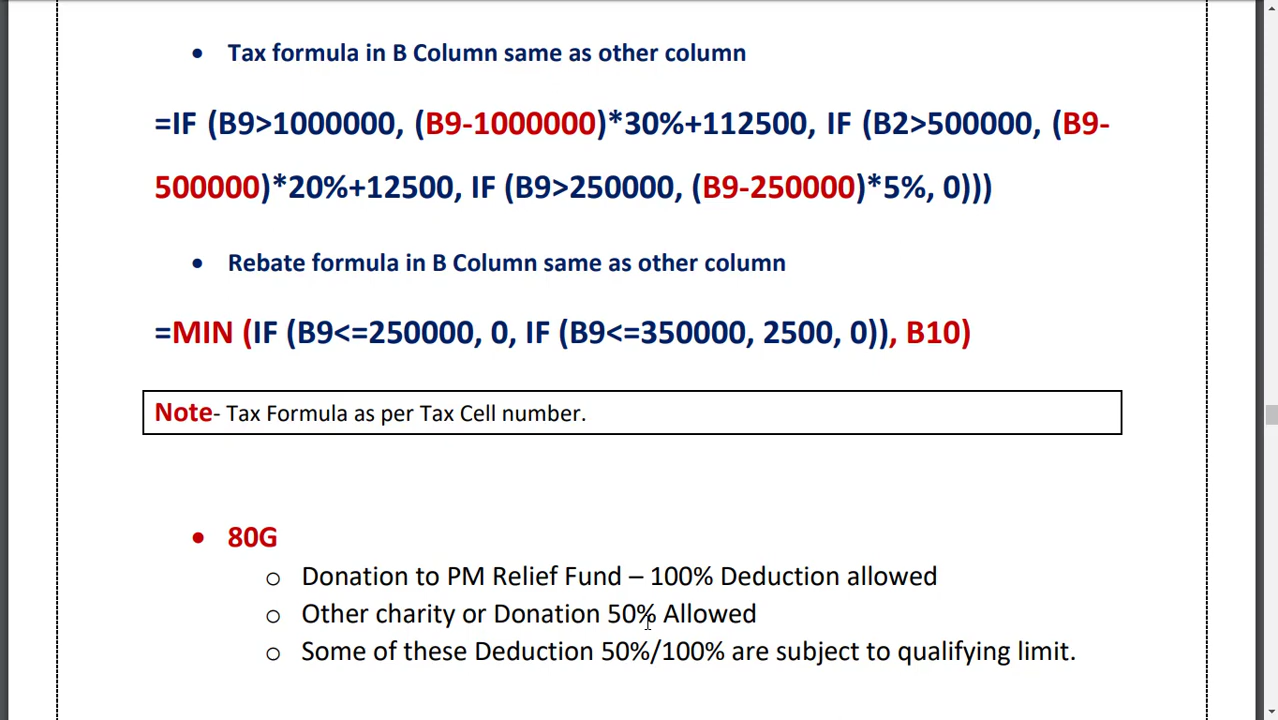 • Tax formula in B Column same as other column
=IF (B9>1000000, (B9-1000000)*30%+112500, IF (B2>500000, (B9-
500000)*20%+12500, IF (B9>250000, (B9-250000)*5%, 0)))
• Rebate formula in B Column same as other column
=MIN (IF (B9<=250000, 0, IF (B9<=350000, 2500, 0)), B10)
Note- Tax Formula as per Tax Cell number.
• 80G
o Donation to PM Relief Fund – 100% Deduction allowed
o Other charity or Donation 50% Allowed
o Some of these Deduction 50%/100% are subject to qualifying limit.